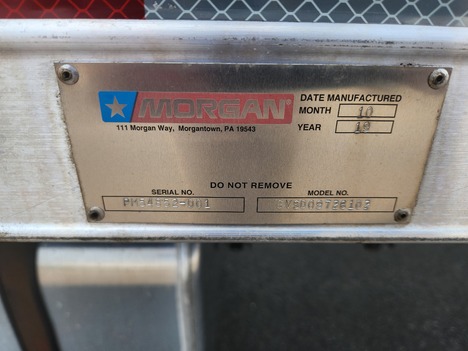 MORGAN®
111 Morgan Way, Morgantown, PA 19543
DATE MANUFACTURED
MONTH 10
YEAR
DO NOT REMOVE
SERIAL NO.
MODEL NO.